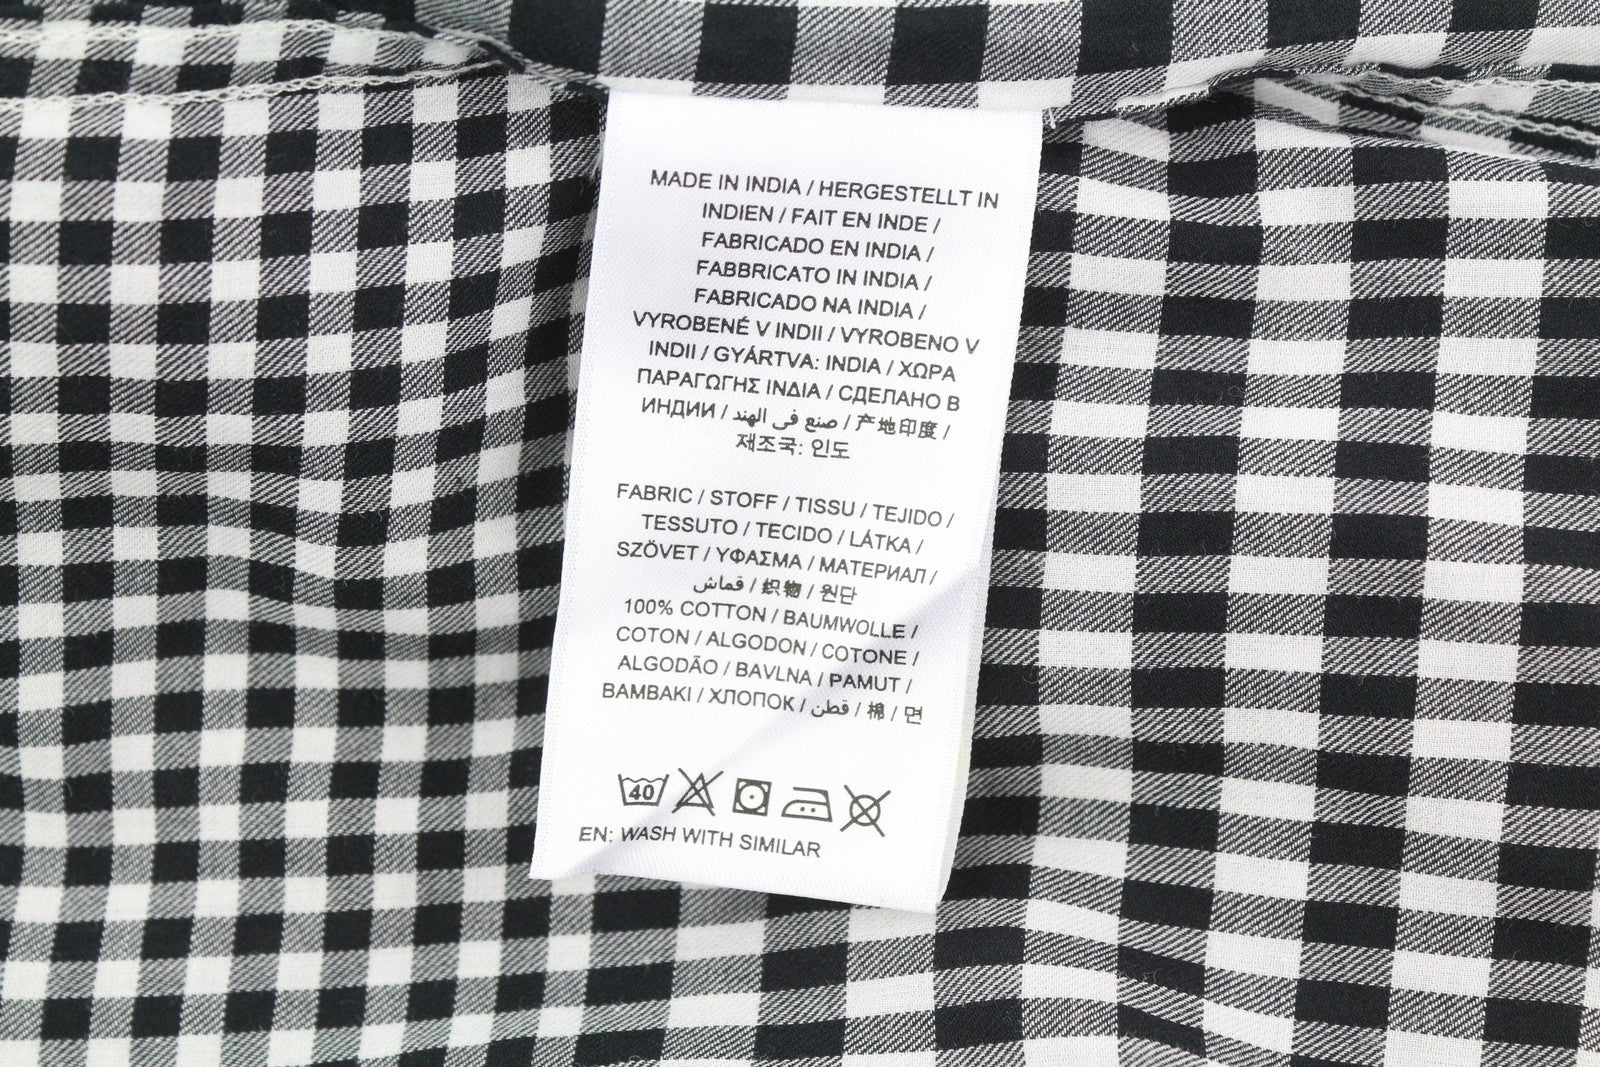 MADE IN INDIA / HERGESTELLT IN
INDIEN / FAIT EN INDE /
FABRICADO EN INDIA /
FABBRICATO IN INDIA /
FABRICADO NA INDIA /
VYROBENÉ V INDII / VYROBENO V
INDII / GYÁRTVA: INDIA / ΧΩΡΑ
ΠΑΡΑΓΩΓΗΣ ΙΝΔΙΑ / СДЕЛАНО В
ИНДИИ / صنع فى الهند / 产地印度 /
제조국: 인도
FABRIC / STOFF / TISSU / TEJIDO /
TESSUTO / TECIDO / LÁTKA /
SZÖVET / ΥΦΑΣΜΑ / МАТЕРИАЛ /
قماش / 织物 / 원단
100% COTTON / BAUMWOLLE /
COTON / ALGODON / COTONE /
ALGODÃO / BAVLNA / PAMUT /
BAMBAKI / ХЛОПОК / قطن / 棉 / 면
40
EN: WASH WITH SIMILAR